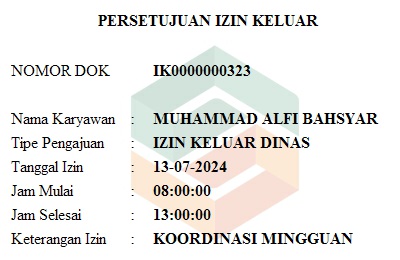 PERSETUJUAN IZIN KELUAR
NOMOR DOK IK0000000323
Nama Karyawan : MUHAMMAD ALFI BAHSYAR
Tipe Pengajuan : IZIN KELUAR DINAS
Tanggal Izin : 13-07-2024
Jam Mulai : 08:00:00
Jam Selesai : 13:00:00
Keterangan Izin : KOORDINASI MINGGUAN